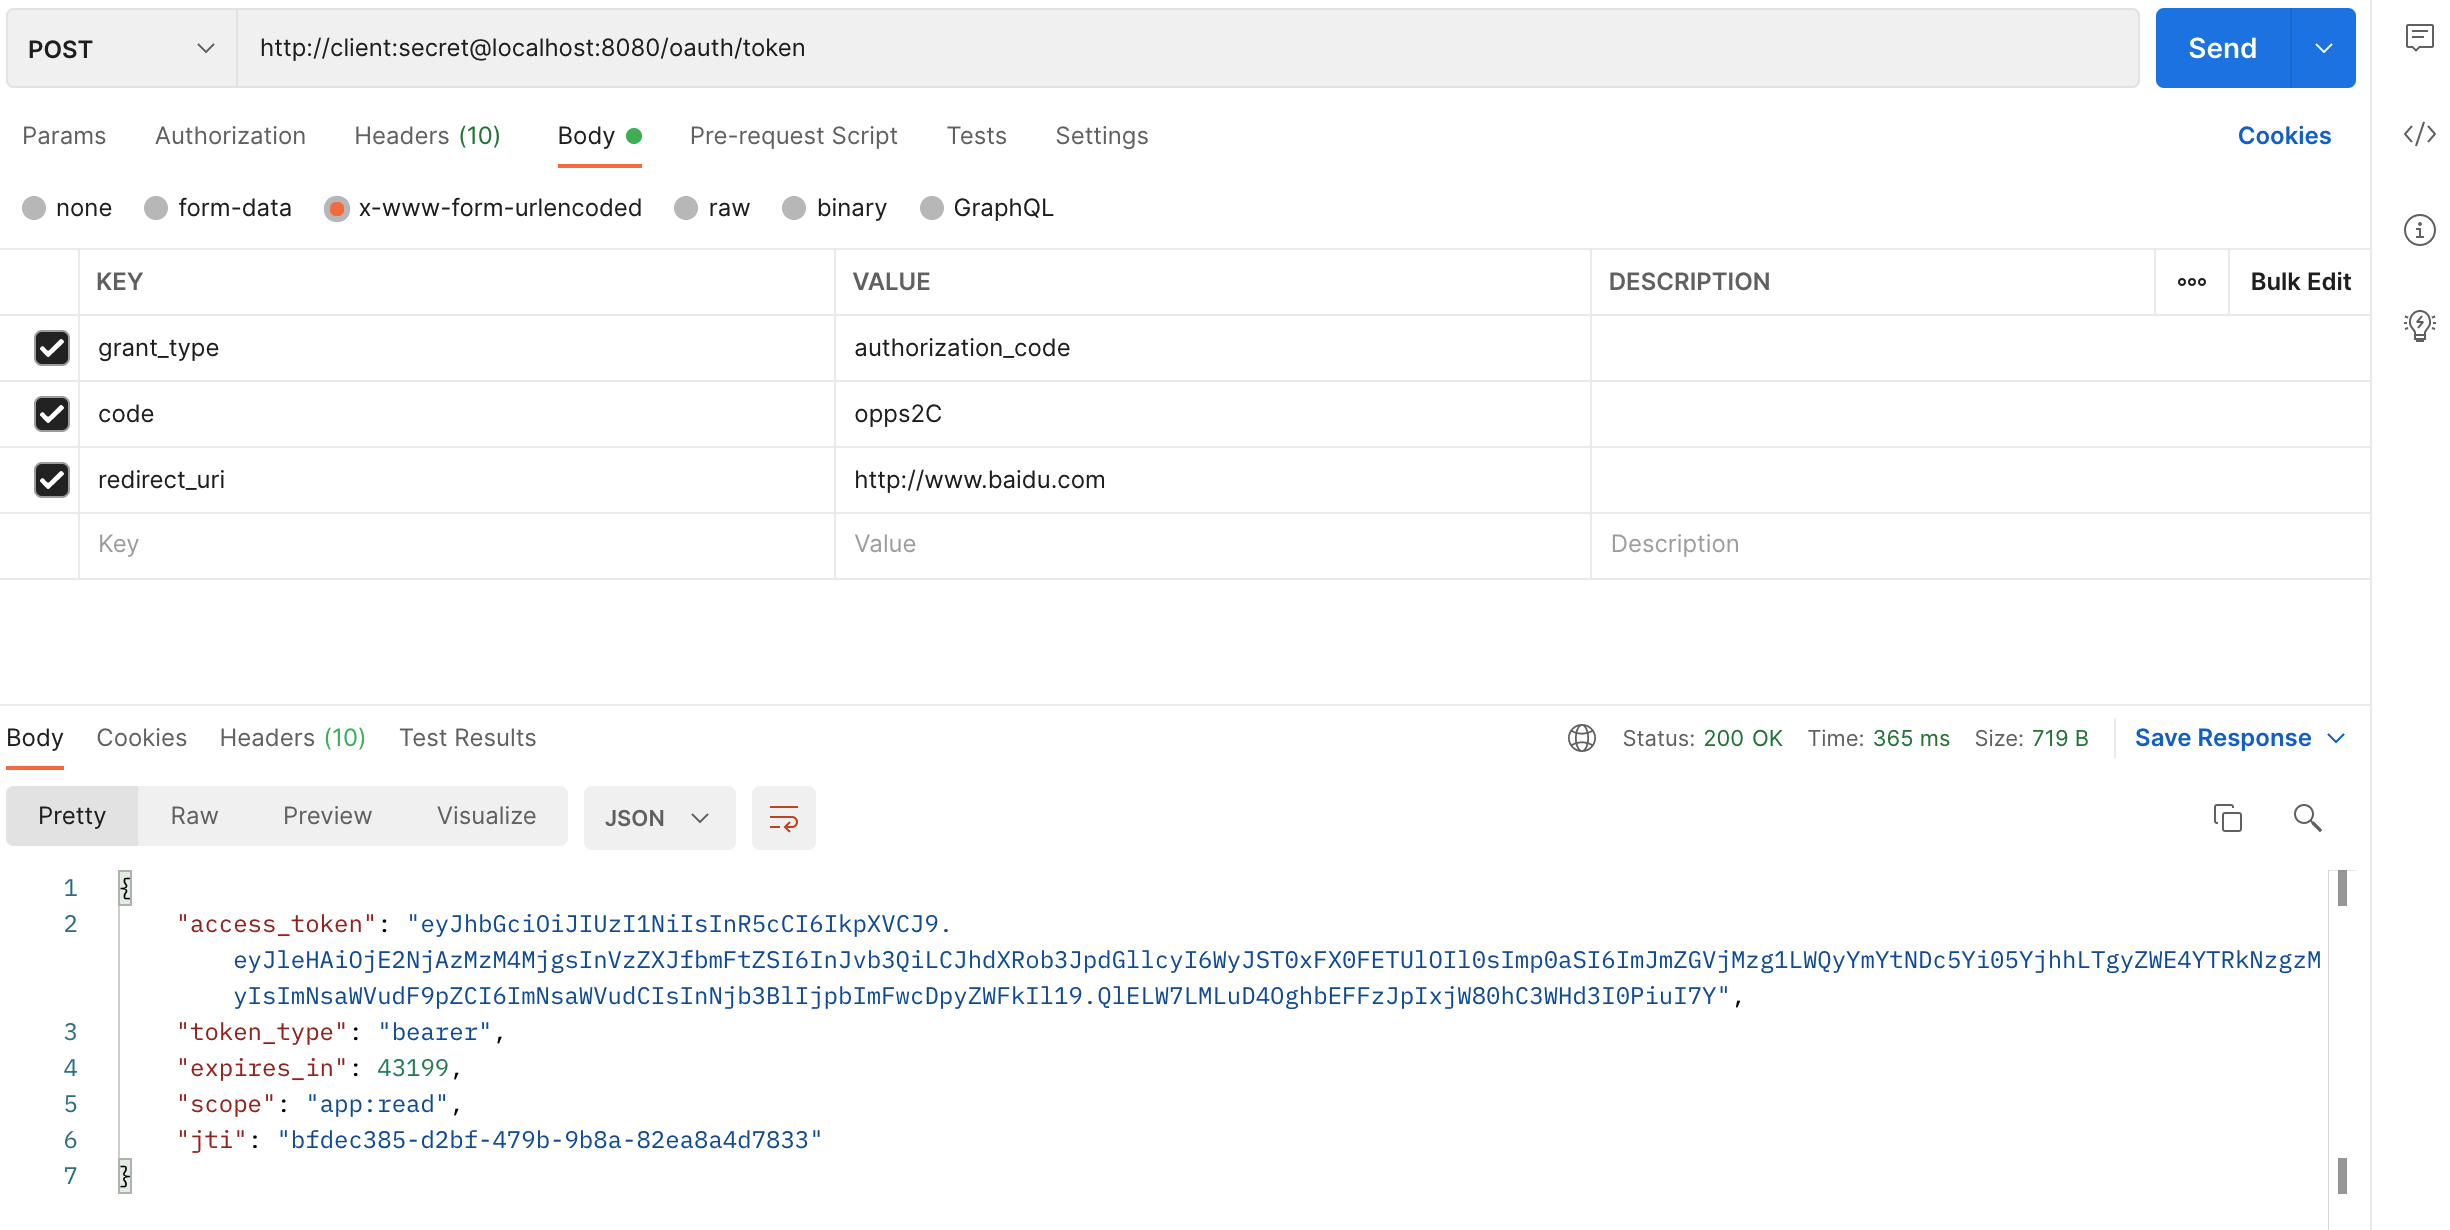 POST http://client:secret@localhost:8080/oauth/token Send
Params Authorization Headers (10) Body Pre-request Script Tests Settings Cookies
none form-data x-www-form-urlencoded raw binary GraphQL
KEY VALUE DESCRIPTION ooo Bulk Edit
grant_type authorization_code
code opps2C
redirect_uri http://www.baidu.com
Key Value Description
Body Cookies Headers (10) Test Results Status: 200 OK Time: 365 ms Size: 719 B Save Response
Pretty Raw Preview Visualize JSON
1 {
2 "access_token": "eyJhbGciOiJIUzI1NiIsInR5cCI6IkpXVCJ9.
eyJleHAiOjE2NjAzMzM4MjgsInVzZXJfbmFtZSI6InJvb3QiLCJhdXRob3JpdGllcyI6WyJST0xFX0FETUlOIl0sImp0aSI6ImJmZGVjMzg1LWQyYmYtNDc5Yi05YjhhLTgyZWE4YTRkNzgzM
yIsImNsaWVudF9pZCI6ImNsaWVudCIsInNjb3BlIjpbImFwcDpyZWFkIl19.QlELW7LMLuD4OghbEFFzJpIxjW80hC3WHd3I0PiuI7Y",
3 "token_type": "bearer",
4 "expires_in": 43199,
5 "scope": "app:read",
6 "jti": "bfdec385-d2bf-479b-9b8a-82ea8a4d7833"
7 }